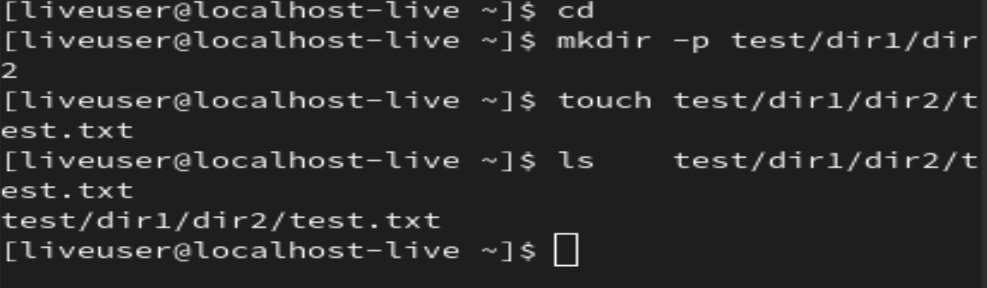 [liveuser@localhost-live ~]$ cd
[liveuser@localhost-live ~]$ mkdir -p test/dir1/dir
2
[liveuser@localhost-live ~]$ touch test/dir1/dir2/t
est.txt
[liveuser@localhost-live ~]$ ls    test/dir1/dir2/t
est.txt
test/dir1/dir2/test.txt
[liveuser@localhost-live ~]$